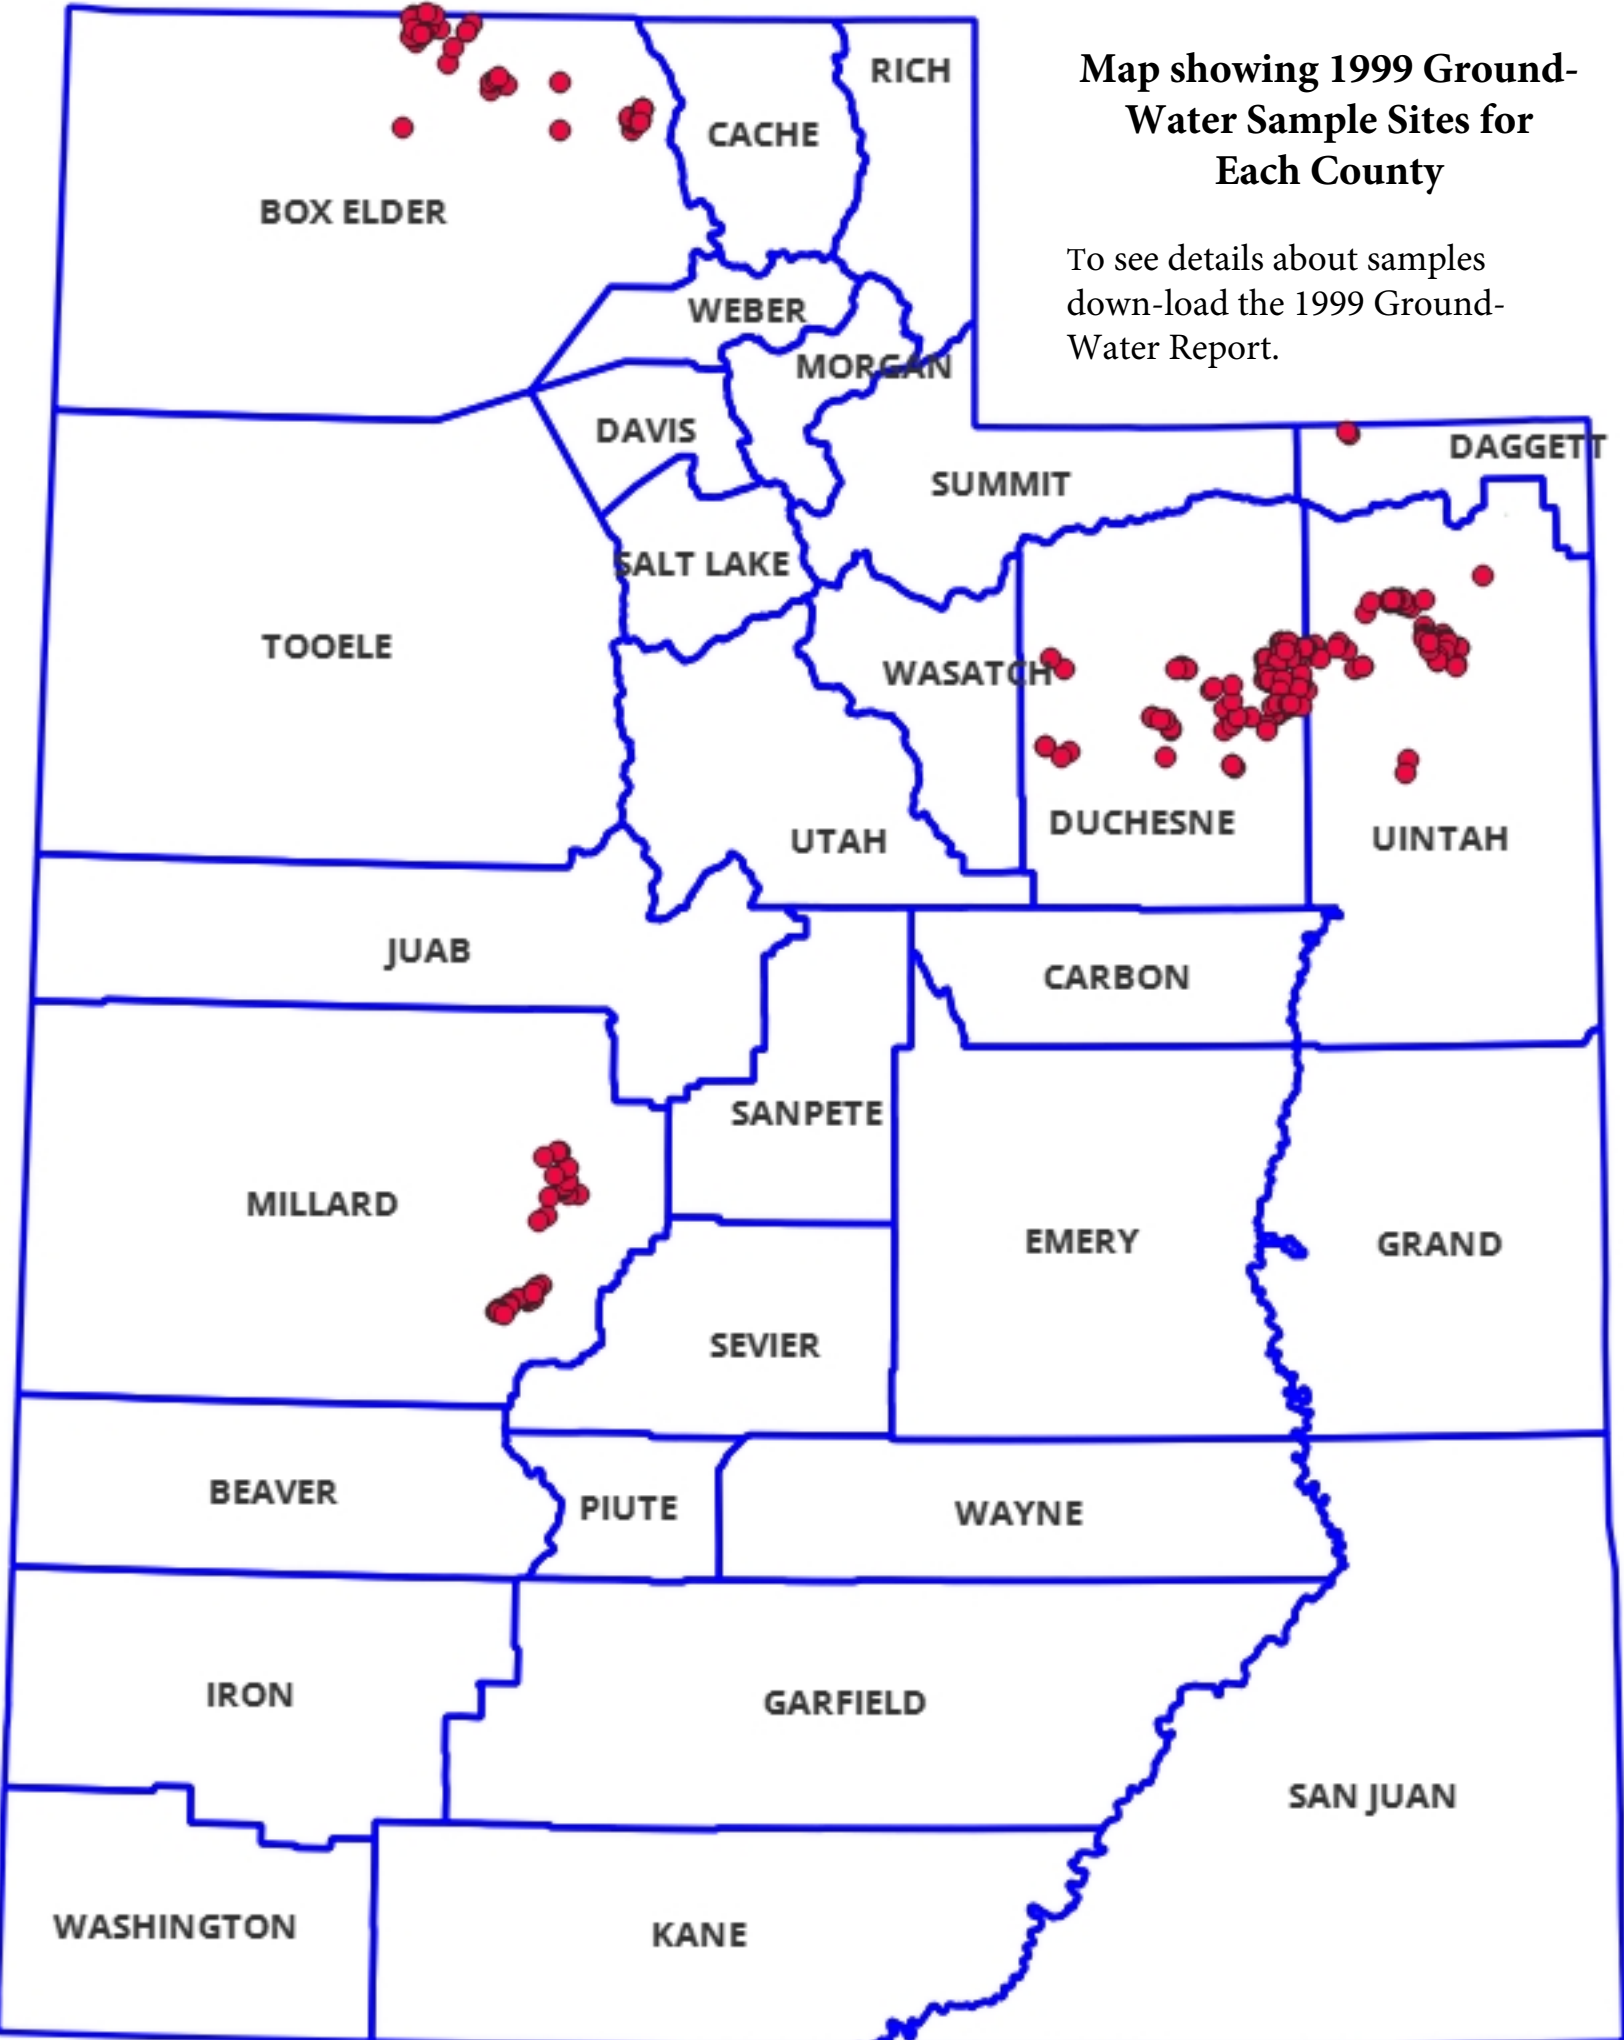 Map showing 1999 Ground-
Water Sample Sites for
Each County
To see details about samples
down-load the 1999 Ground-
Water Report.
RICH
CACHE
BOX ELDER
WEBER
MORGAN
DAVIS
DAGGETT
SUMMIT
SALT LAKE
TOOELE
WASATCH
DUCHESNE
UINTAH
UTAH
JUAB
CARBON
SANPETE
MILLARD
EMERY
GRAND
SEVIER
BEAVER
PIUTE
WAYNE
IRON
GARFIELD
SAN JUAN
WASHINGTON
KANE